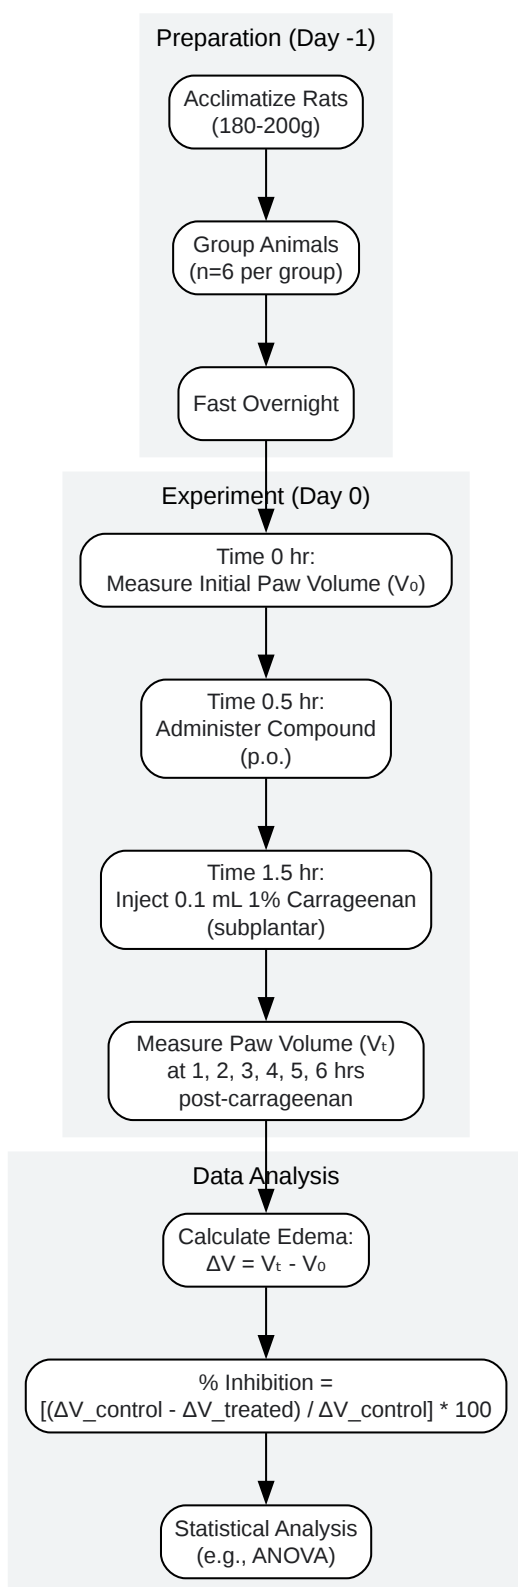 Preparation (Day -1)
Acclimatize Rats
(180-200g)
Group Animals
(n=6 per group)
Fast Overnight
Experiment (Day 0)
Time 0 hr:
Measure Initial Paw Volume (V₀)
Time 0.5 hr:
Administer Compound
(p.o.)
Time 1.5 hr:
Inject 0.1 mL 1% Carrageenan
(subplantar)
Measure Paw Volume (Vₜ)
at 1, 2, 3, 4, 5, 6 hrs
post-carrageenan
Data Analysis
Calculate Edema:
ΔV = Vₜ - V₀
% Inhibition =
[(ΔV_control - ΔV_treated) / ΔV_control] * 100
Statistical Analysis
(e.g., ANOVA)